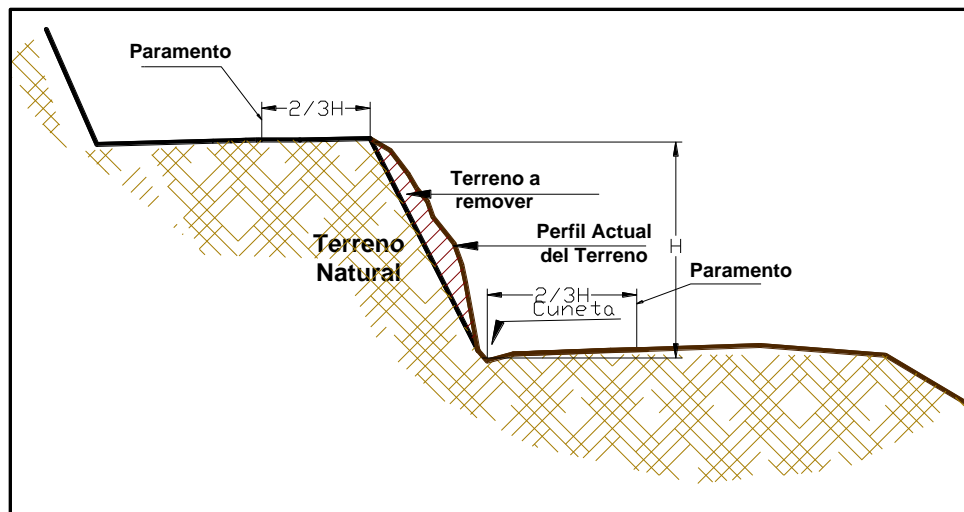 Paramento
2/3H
Terreno a
remover
Terreno
Natural
Perfil Actual
del Terreno
H
Paramento
2/3H
Cuneta